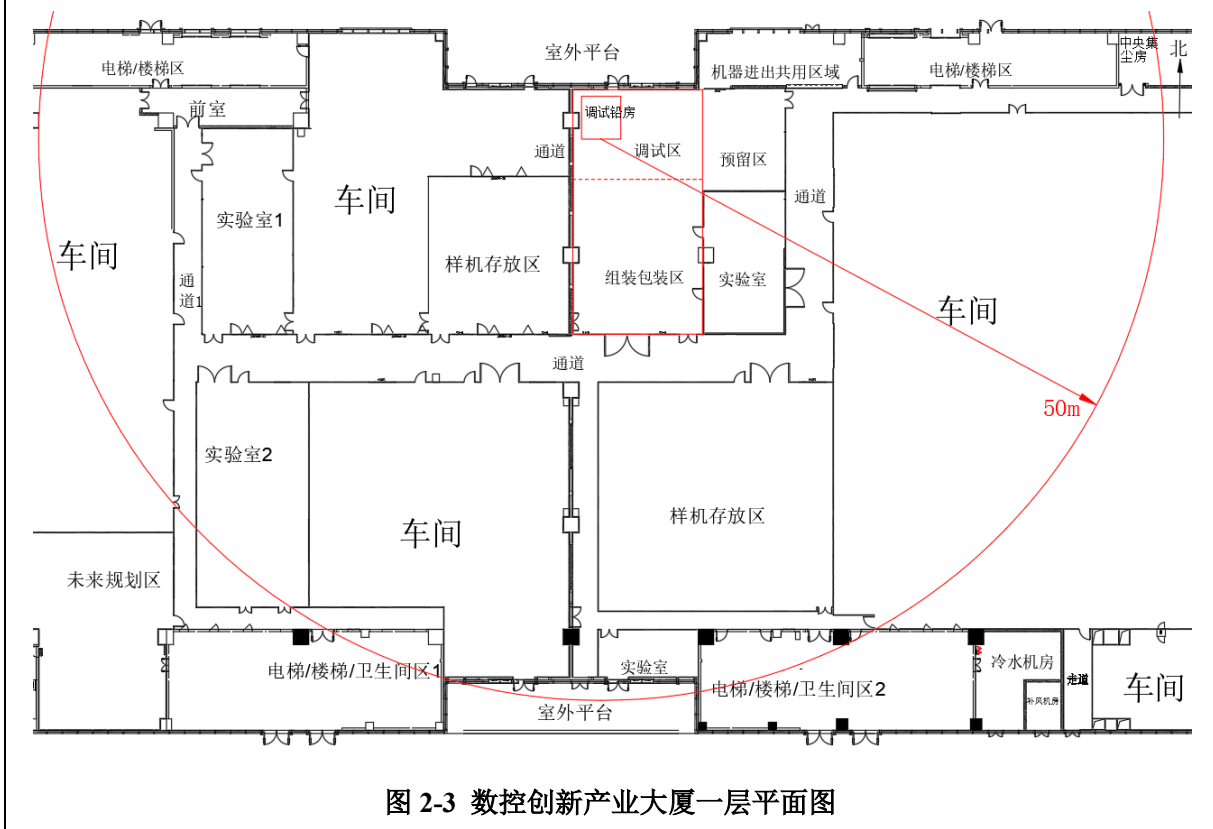 室外平台
中央集
尘房
北
电梯/楼梯区
机器进出共用区域
电梯/楼梯区
前室
调试铅房
通道
调试区
预留区
车间
通道
实验室1
车间
样机存放区
组装包装区
实验室
通
道1
车间
通道
50m
实验室2
样机存放区
车间
未来规划区
电梯/楼梯/卫生间区1
实验室
电梯/楼梯/卫生间区2
冷水机房
走道
车间
补风机房
室外平台
图 2-3 数控创新产业大厦一层平面图